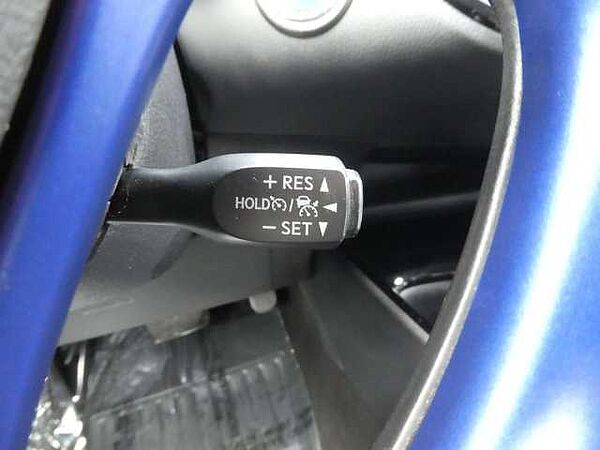 + RES ▲
HOLD / ◀
– SET ▼